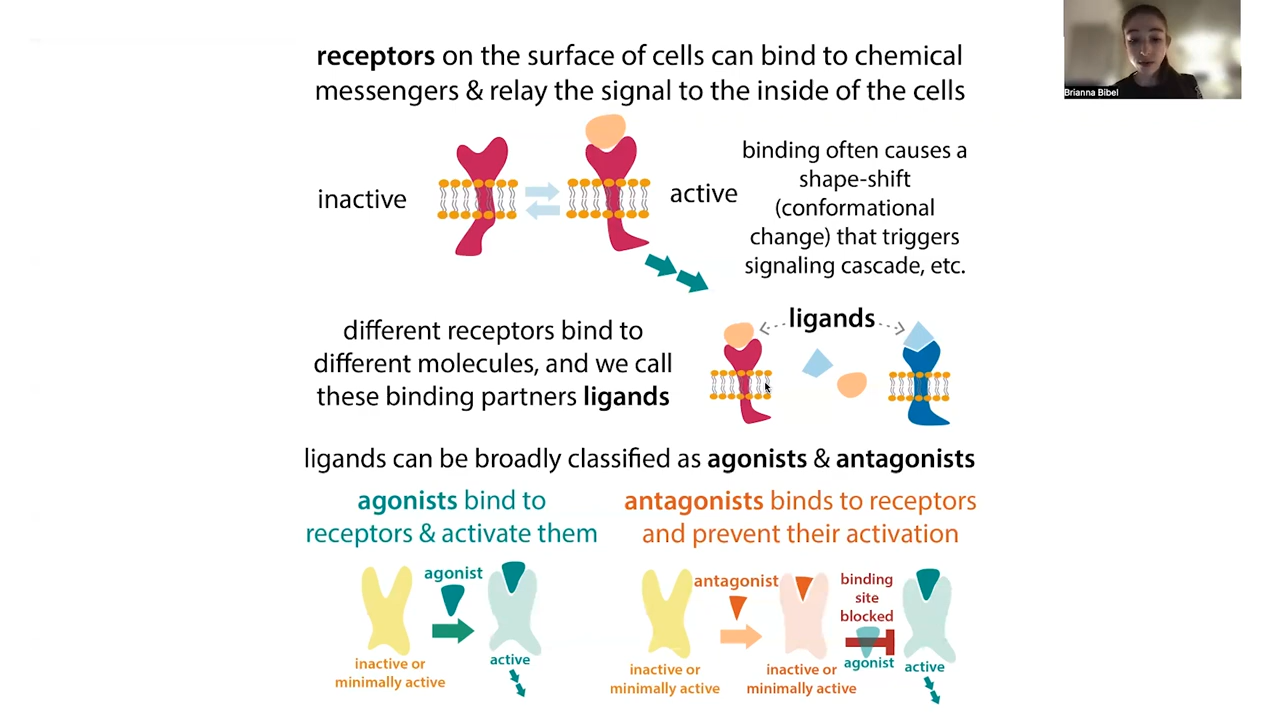 receptors on the surface of cells can bind to chemical
messengers & relay the signal to the inside of the cells
Brianna Bibel
inactive
active
binding often causes a
shape-shift
(conformational
change) that triggers
signaling cascade, etc.
different receptors bind to
different molecules, and we call
these binding partners ligands
ligands
ligands can be broadly classified as agonists & antagonists
agonists bind to
receptors & activate them
antagonists binds to receptors
and prevent their activation
agonist
inactive or
minimally active
active
antagonist
binding
site
blocked
agonist
inactive or
minimally active
inactive or
minimally active
active